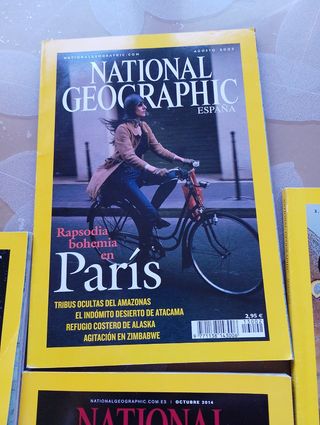 NATIONALGEOGRAPHIC.COM
AGOSTO 2003
NATIONAL
GEOGRAPHIC
ESPAÑA
Rapsodia
bohemia
en
París
TRIBUS OCULTAS DEL AMAZONAS
EL INDÓMITO DESIERTO DE ATACAMA
REFUGIO COSTERO DE ALASKA
AGITACIÓN EN ZIMBABWE
2,95 €
NATIONALGEOGRAPHIC.COM.ES | OCTUBRE 2014
NATIONAL